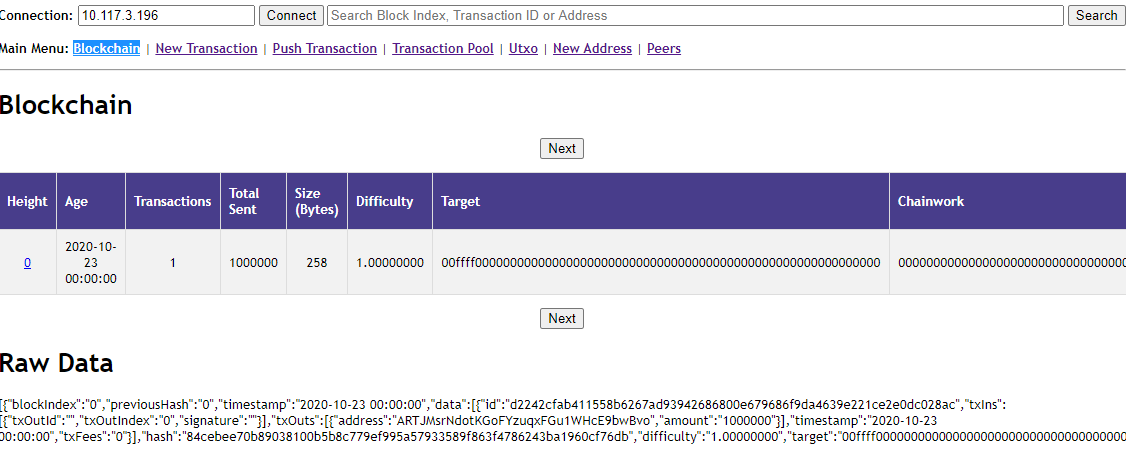 Connection: 10.117.3.196 Connect Search Block Index, Transaction ID or Address Search
Main Menu: Blockchain | New Transaction | Push Transaction | Transaction Pool | Utxo | New Address | Peers
Blockchain
Next
Height Age Transactions Total Sent Size (Bytes) Difficulty Target Chainwork
0 2020-10-23 00:00:00 1 1000000 258 1.00000000
Next
Raw Data
[{"blockIndex":"0","previousHash":"0","timestamp":"2020-10-23 00:00:00","data":[{"id":"d2242cfab411558b6267ad93942686800e679686f9da4639e221ce2e0dc028ac","txIns":
[{"txOutId":"","txOutIndex":"0","signature":""}],"txOuts":[{"address":"ARTJMsrNdotKGoFYzuqxFGu1WHcE9bwBvo","amount":"1000000"}],"timestamp":"2020-10-23
00:00:00","txFees":"0"}],"hash":"84cebee70b89038100b5b8c779ef995a57933589f863f4786243ba1960cf76db","difficulty":"1.00000000","target":